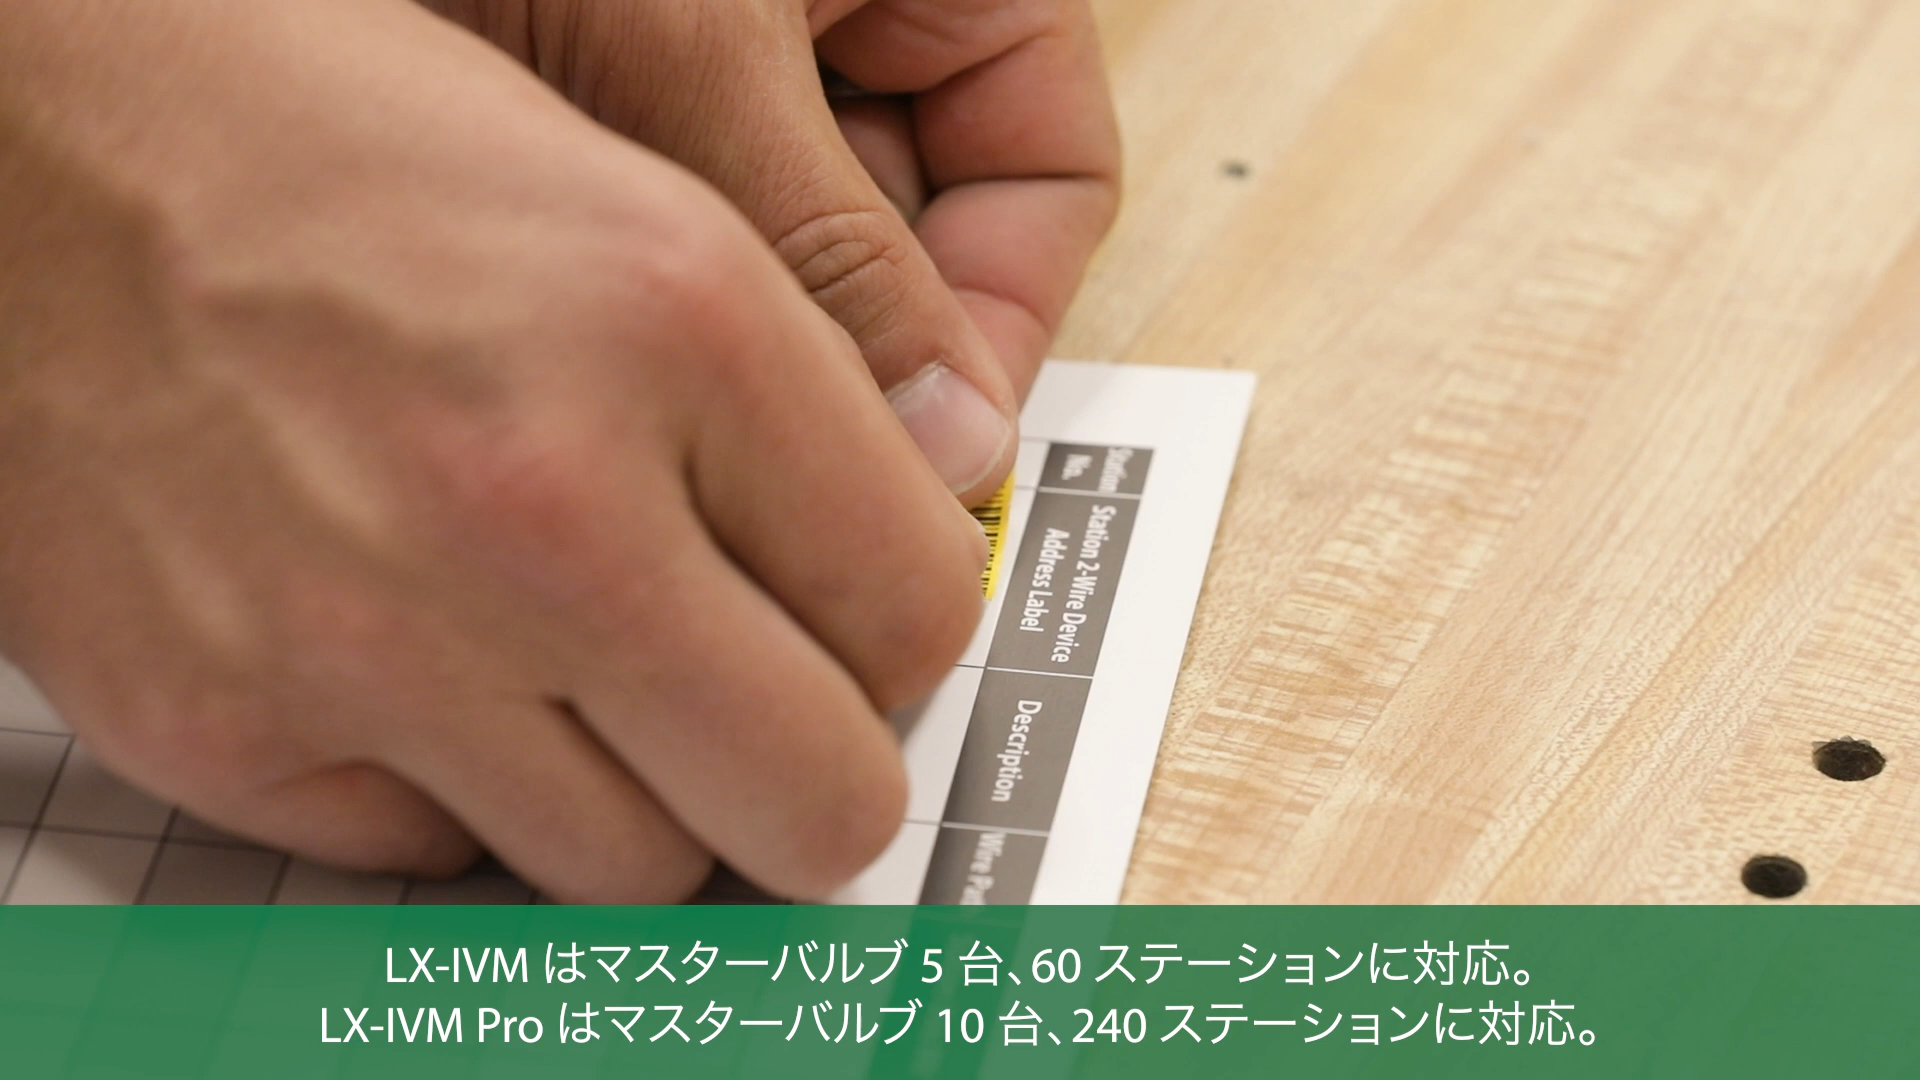 Station
No.
Station 2-Wire Device
Address Label
Description
Wire
LX-IVM はマスターバルブ 5 台、60 ステーションに対応。
LX-IVM Pro はマスターバルブ 10 台、240 ステーションに対応。